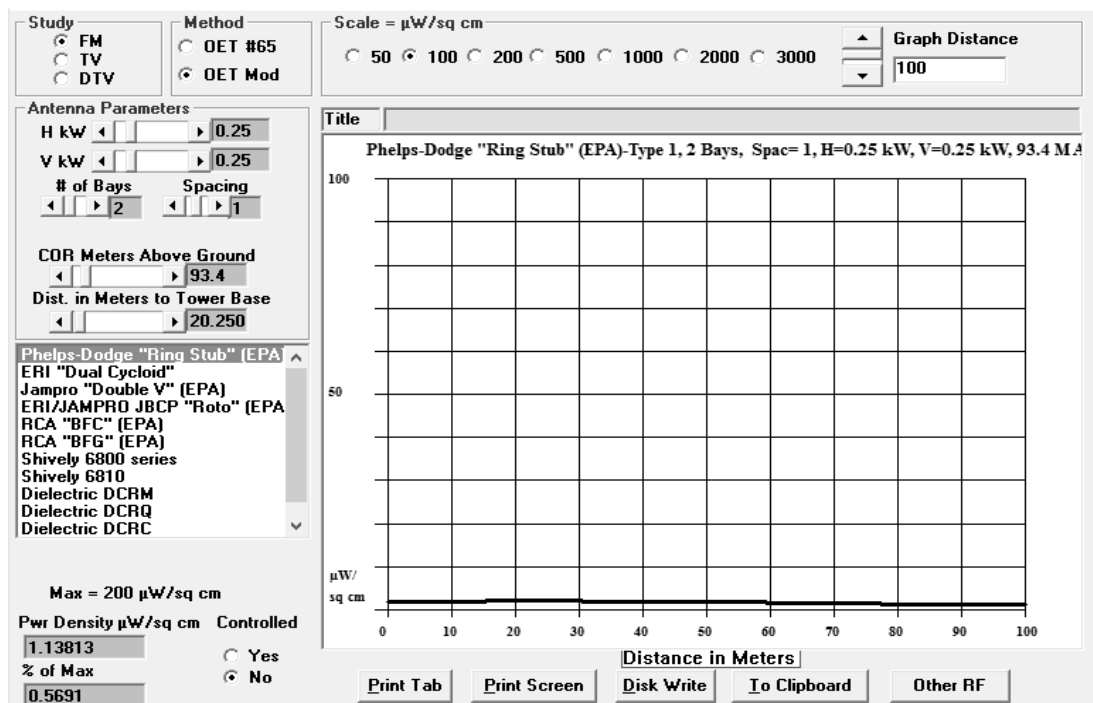 Study
FM
TV
DTV
Method
OET #65
OET Mod
Scale = µW/sq cm
50 100 200 500 1000 2000 3000
Graph Distance
100
Antenna Parameters
H kW 0.25
V kW 0.25
# of Bays Spacing
2 1
COR Meters Above Ground
93.4
Dist. in Meters to Tower Base
20.250
Phelps-Dodge "Ring Stub" (EPA)
ERI "Dual Cycloid"
Jampro "Double V" (EPA)
ERI/JAMPRO JBCP "Roto" (EPA
RCA "BFC" (EPA)
RCA "BFG" (EPA)
Shively 6800 series
Shively 6810
Dielectric DCRM
Dielectric DCRQ
Dielectric DCRC
Max = 200 µW/sq cm
Pwr Density µW/sq cm Controlled
1.13813
Yes
% of Max
No
0.5691
Title
Phelps-Dodge "Ring Stub" (EPA)-Type 1, 2 Bays, Spac= 1, H=0.25 kW, V=0.25 kW, 93.4 M A
100
50
µW/
sq cm
0 10 20 30 40 50 60 70 80 90 100
Distance in Meters
Print Tab Print Screen Disk Write To Clipboard Other RF